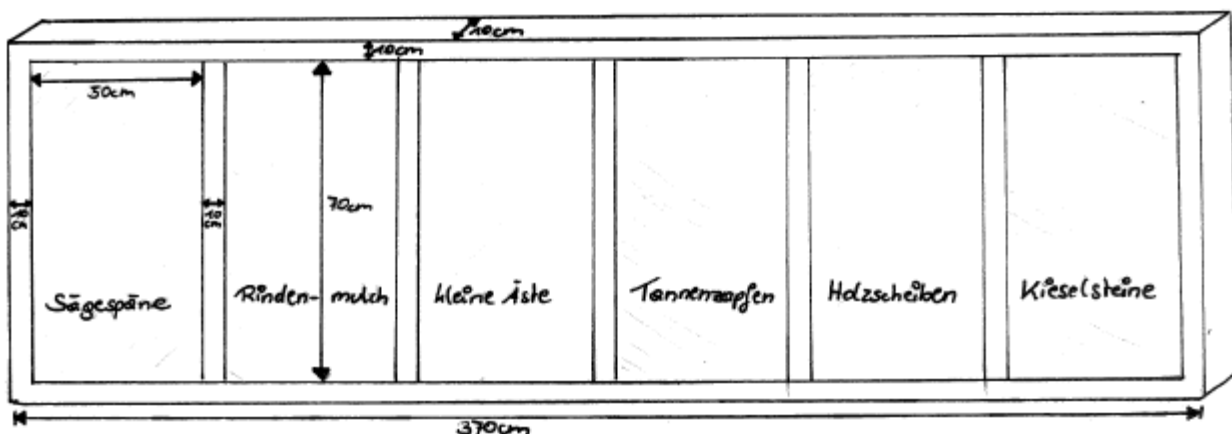 10cm
10cm
50cm
10cm
10cm
70cm
Sägespäne
Rinden-mulch
kleine Äste
Tannenzapfen
Holzscheiben
Kieselsteine
370cm